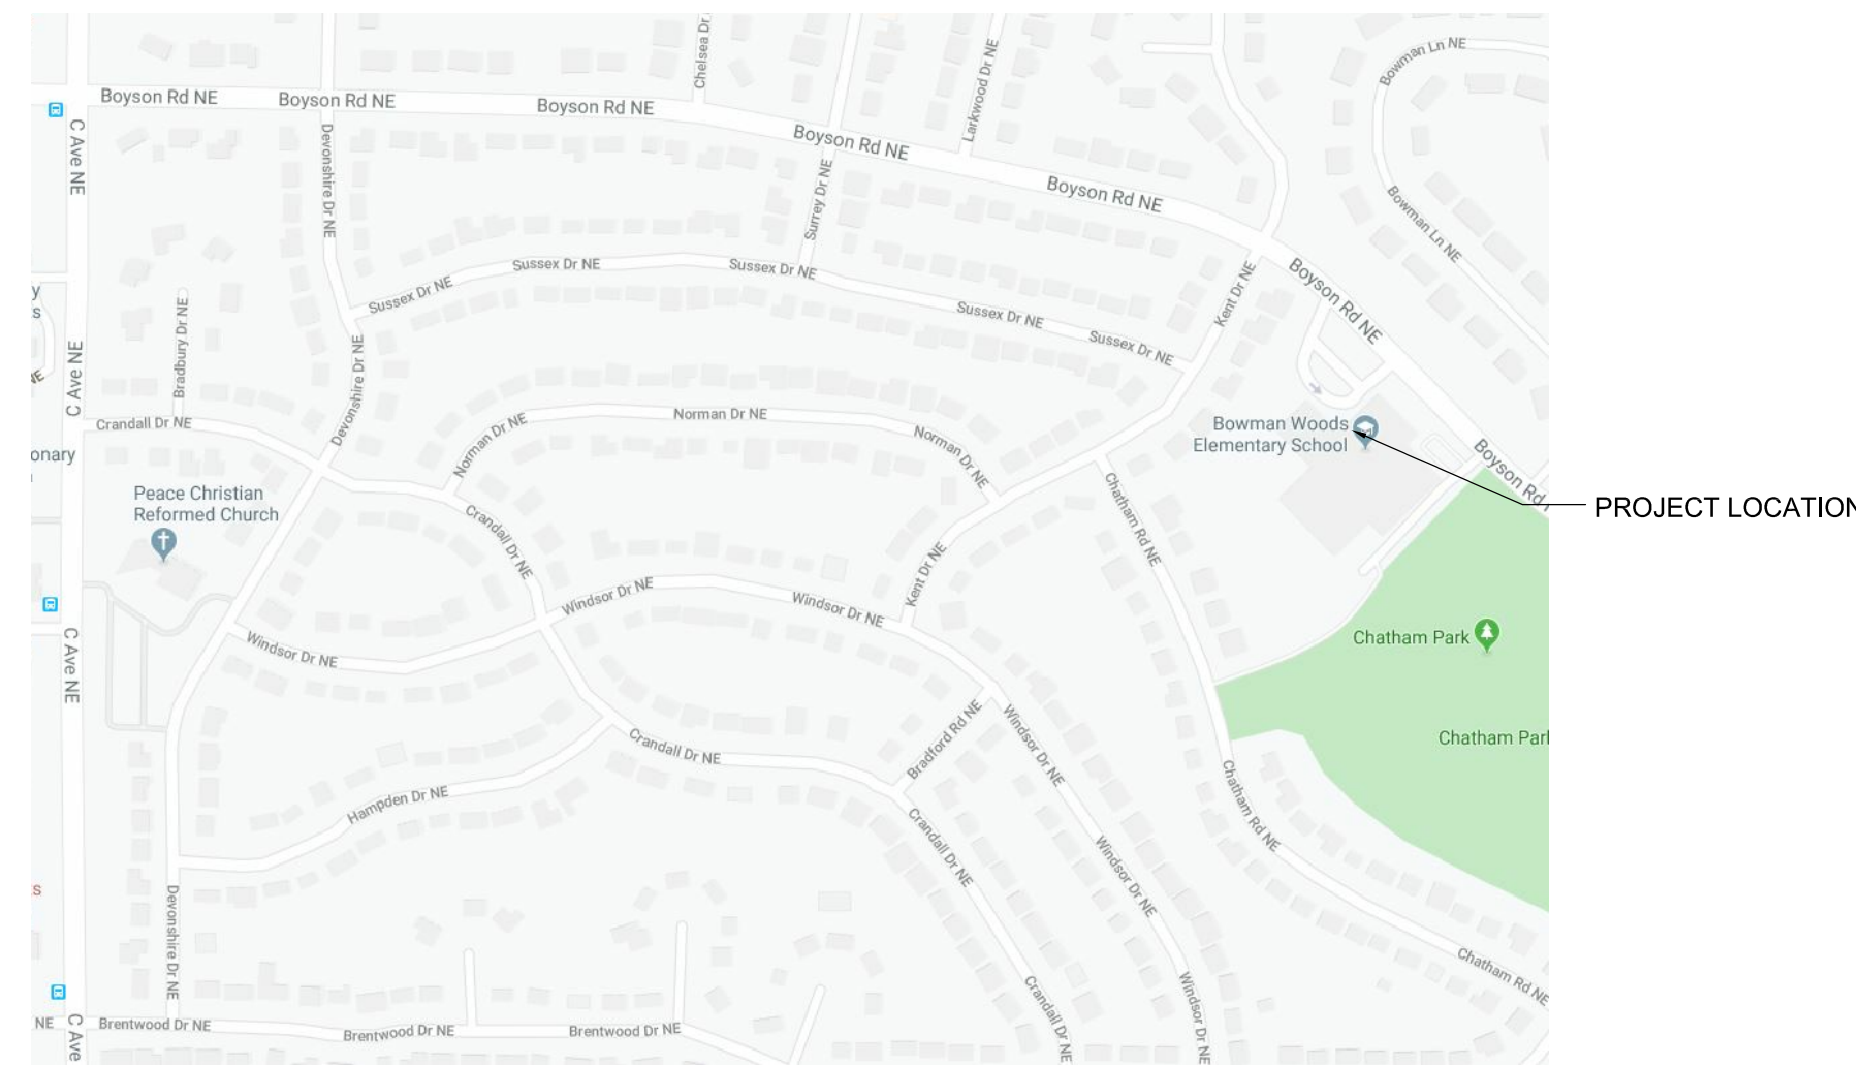 Chelsea Dr
Larkwood Dr NE
Bowman Ln NE
Boyson Rd NE
Boyson Rd NE
Boyson Rd NE
Boyson Rd NE
Boyson Rd NE
C Ave NE
Devonshire Dr NE
Surrey Dr NE
Bowman Ln NE
Sussex Dr NE
Sussex Dr NE
Sussex Dr NE
Sussex Dr NE
Sussex Dr NE
Kent Dr NE
Boyson Rd NE
y
s
NE
Bradbury Dr NE
C Ave NE
Devonshire Dr NE
Crandall Dr NE
Norman Dr NE
Norman Dr NE
Norman Dr NE
Bowman Woods
Elementary School
Boyson Rd
onary
Peace Christian
Reformed Church
PROJECT LOCATION
Crandall Dr NE
Chatham Rd NE
Kent Dr NE
Windsor Dr NE
Windsor Dr NE
Windsor Dr NE
C Ave NE
Chatham Park
Chatham Parl
Crandall Dr NE
Bradford Rd NE
Windsor Dr NE
Hampden Dr NE
Chatham Rd NE
Crandall Dr NE
Windsor Dr NE
s
Devonshire Dr NE
Chatham Rd NE
Crandall Dr NE
Windsor Dr NE
NE
C Ave
Brentwood Dr NE
Brentwood Dr NE
Brentwood Dr NE